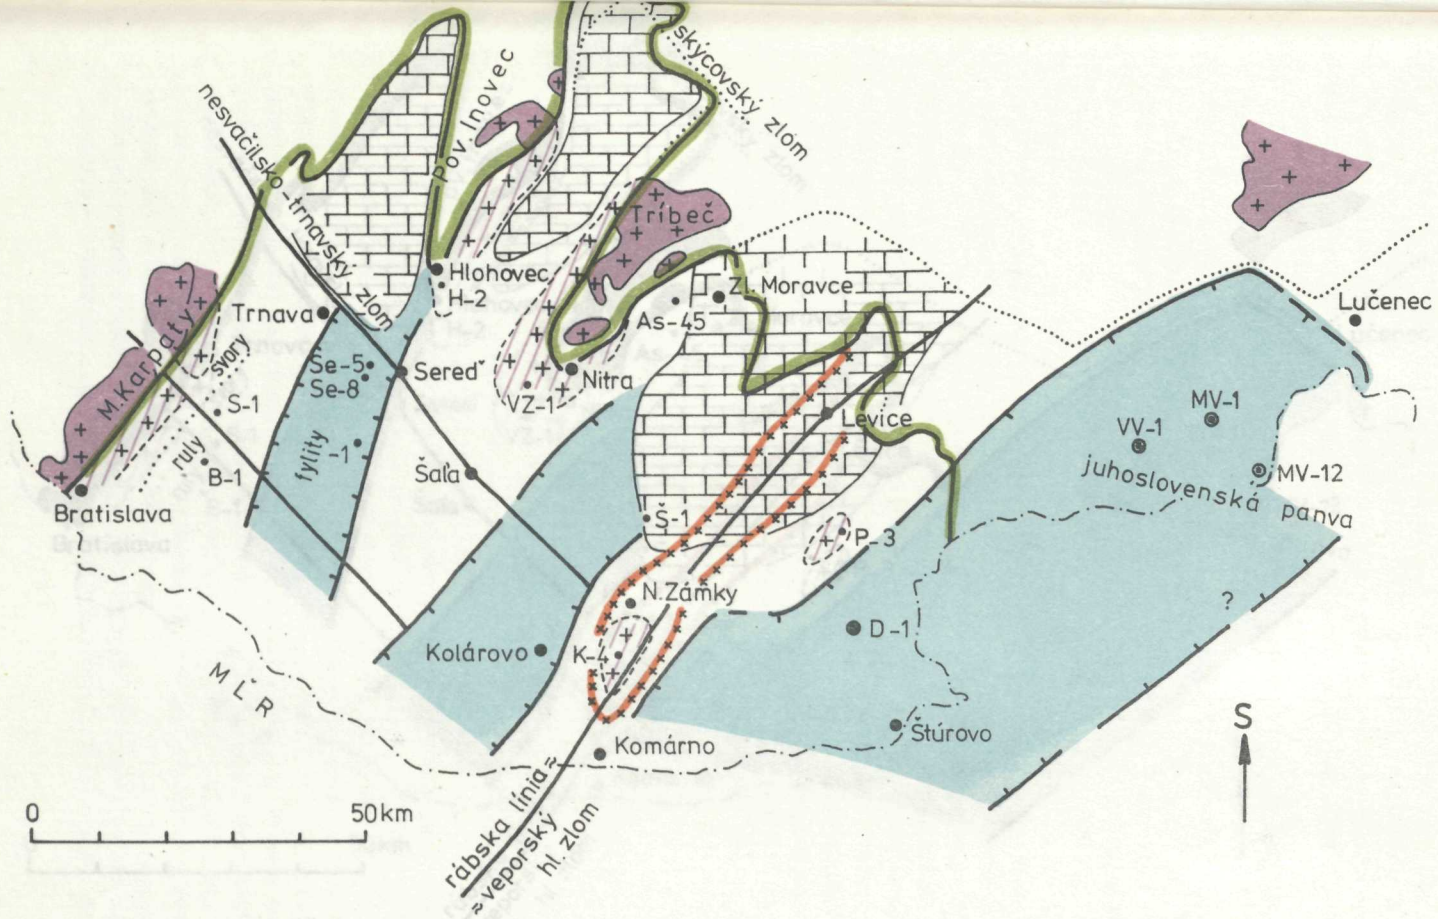 skýcovský zlom
Pov. Inovec
nesvačilsko-trnavský zlom
Tríbeč
Hlohovec
H-2
Zl. Moravce
As-45
Lučenec
M. Karpaty
Trnava
svory
Se-5
Se-8
Sereď
Nitra
VZ-1
S-1
Levice
MV-1
VV-1
MV-12
ruly
B-1
fylity
-1
Šaľa
juhoslovenská panva
Bratislava
Š-1
P-3
N. Zámky
?
D-1
Kolárovo
K-4
MĽR
Štúrovo
S
Komárno
0
50km
rábska línia ≈
≈ veporský
hl. zlom